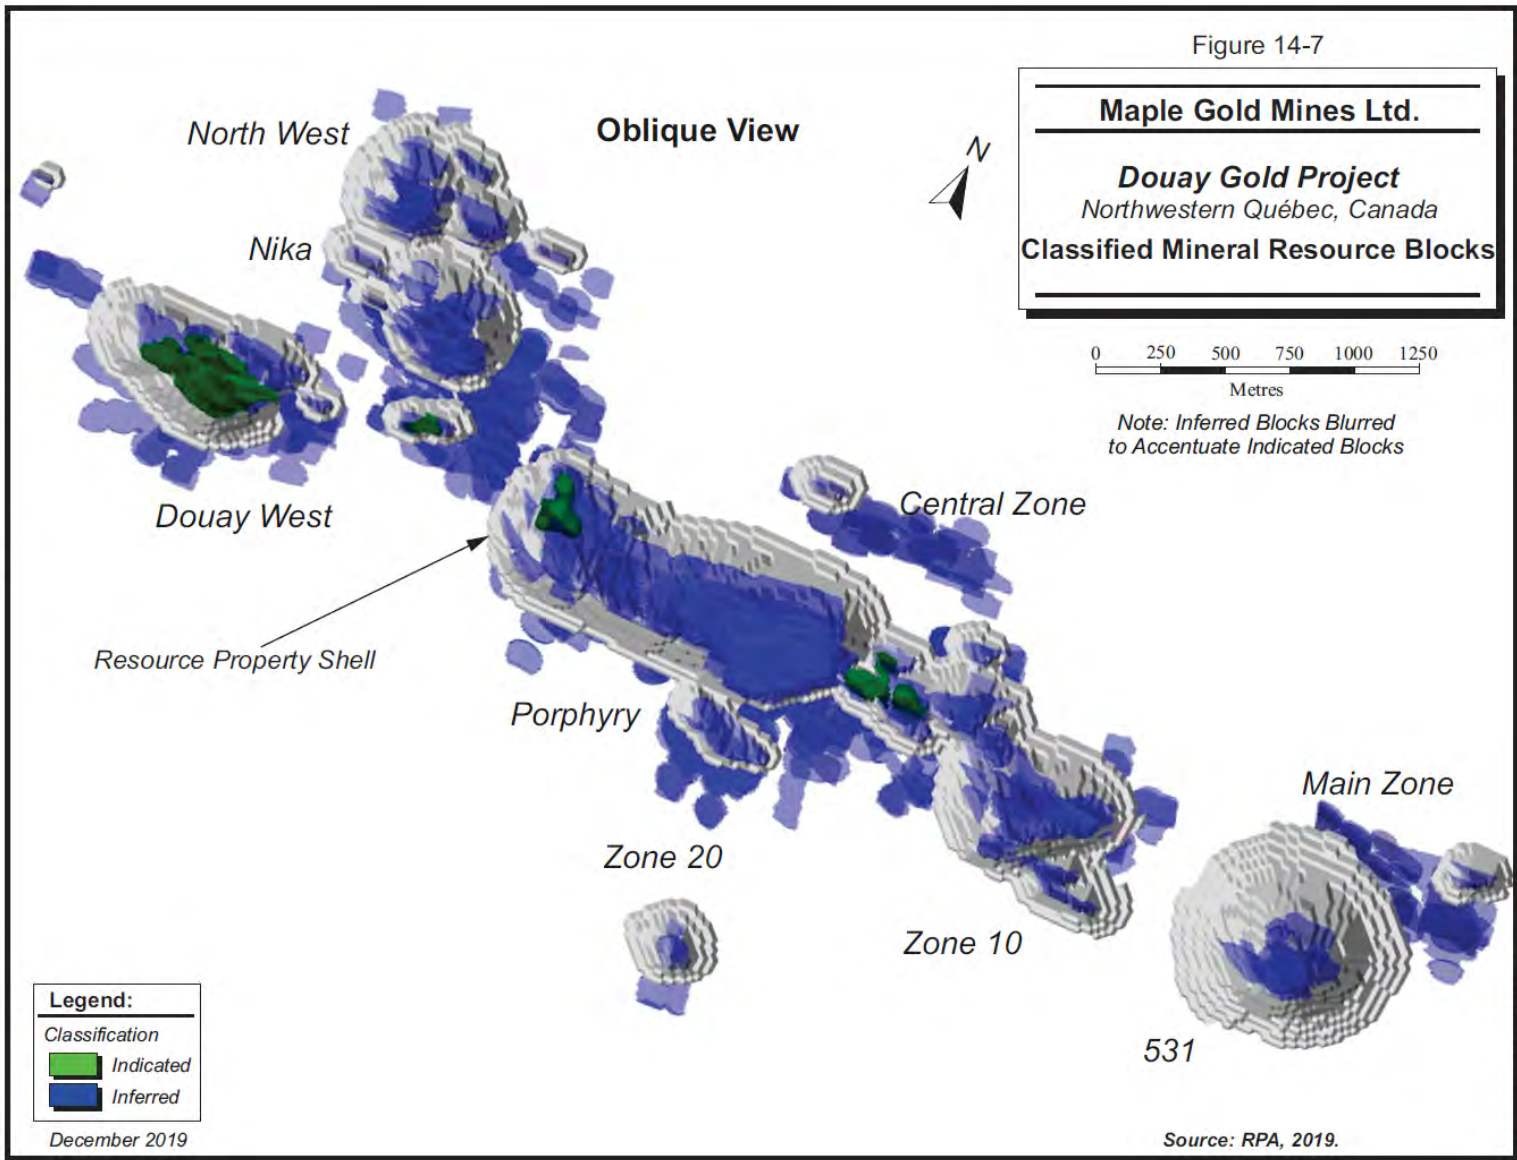 Figure 14-7
Maple Gold Mines Ltd.
Douay Gold Project
Northwestern Québec, Canada
Classified Mineral Resource Blocks
Oblique View
N
0 250 500 750 1000 1250
Metres
Note: Inferred Blocks Blurred
to Accentuate Indicated Blocks
North West
Nika
Douay West
Central Zone
Resource Property Shell
Porphyry
Main Zone
Zone 20
Zone 10
531
Legend:
Classification
Indicated
Inferred
December 2019
Source: RPA, 2019.